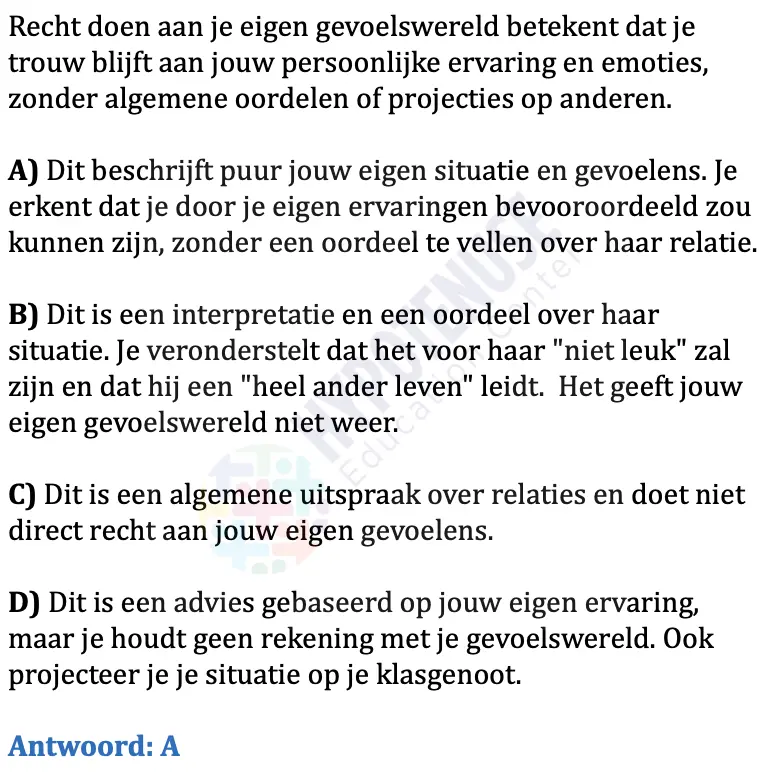 Recht doen aan je eigen gevoelswereld betekent dat je
trouw blijft aan jouw persoonlijke ervaring en emoties,
zonder algemene oordelen of projecties op anderen.
A) Dit beschrijft puur jouw eigen situatie en gevoelens. Je
erkent dat je door je eigen ervaringen bevooroordeeld zou
kunnen zijn, zonder een oordeel te vellen over haar relatie.
B) Dit is een interpretatie en een oordeel over haar
situatie. Je veronderstelt dat het voor haar "niet leuk" zal
zijn en dat hij een "heel ander leven" leidt.  Het geeft jouw
eigen gevoelswereld niet weer.
C) Dit is een algemene uitspraak over relaties en doet niet
direct recht aan jouw eigen gevoelens.
D) Dit is een advies gebaseerd op jouw eigen ervaring,
maar je houdt geen rekening met je gevoelswereld. Ook
projecteer je je situatie op je klasgenoot.
Antwoord: A
HYPOTENUSE
Education Center